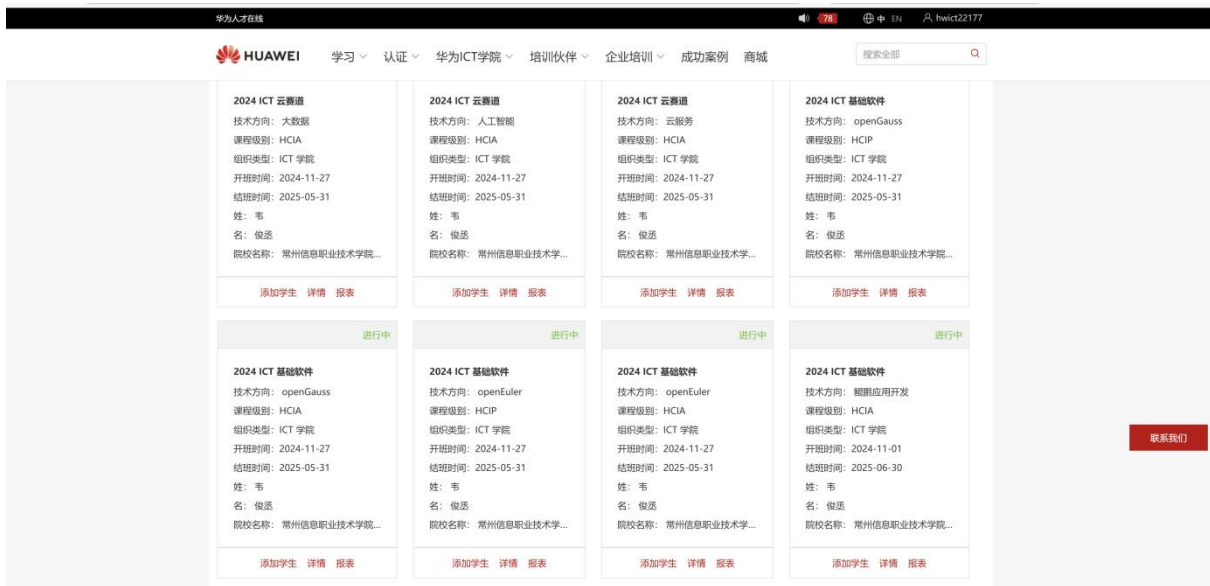 华为人才在线
78
中 EN
hwict22177
HUAWEI
学习
认证
华为ICT学院
培训伙伴
企业培训
成功案例
商城
搜索全部
2024 ICT 云赛道
技术方向： 大数据
课程级别：HCIA
组织类型：ICT 学院
开班时间：2024-11-27
结班时间：2025-05-31
姓： 韦
名： 俊丞
院校名称： 常州信息职业技术学院...
添加学生 详情 报表
2024 ICT 云赛道
技术方向： 人工智能
课程级别：HCIA
组织类型：ICT 学院
开班时间：2024-11-27
结班时间：2025-05-31
姓： 韦
名： 俊丞
院校名称： 常州信息职业技术学...
添加学生 详情 报表
2024 ICT 云赛道
技术方向： 云服务
课程级别：HCIA
组织类型：ICT 学院
开班时间：2024-11-27
结班时间：2025-05-31
姓： 韦
名： 俊丞
院校名称： 常州信息职业技术学...
添加学生 详情 报表
2024 ICT 基础软件
技术方向： openGauss
课程级别：HCIP
组织类型：ICT 学院
开班时间：2024-11-27
结班时间：2025-05-31
姓： 韦
名： 俊丞
院校名称： 常州信息职业技术学院...
添加学生 详情 报表
进行中
2024 ICT 基础软件
技术方向： openGauss
课程级别：HCIA
组织类型：ICT 学院
开班时间：2024-11-27
结班时间：2025-05-31
姓： 韦
名： 俊丞
院校名称： 常州信息职业技术学院...
添加学生 详情 报表
进行中
2024 ICT 基础软件
技术方向： openEuler
课程级别：HCIP
组织类型：ICT 学院
开班时间：2024-11-27
结班时间：2025-05-31
姓： 韦
名： 俊丞
院校名称： 常州信息职业技术学...
添加学生 详情 报表
进行中
2024 ICT 基础软件
技术方向： openEuler
课程级别：HCIA
组织类型：ICT 学院
开班时间：2024-11-27
结班时间：2025-05-31
姓： 韦
名： 俊丞
院校名称： 常州信息职业技术学...
添加学生 详情 报表
进行中
2024 ICT 基础软件
技术方向： 鲲鹏应用开发
课程级别：HCIA
组织类型：ICT 学院
开班时间：2024-11-01
结班时间：2025-06-30
姓： 韦
名： 俊丞
院校名称： 常州信息职业技术学院...
添加学生 详情 报表
联系我们